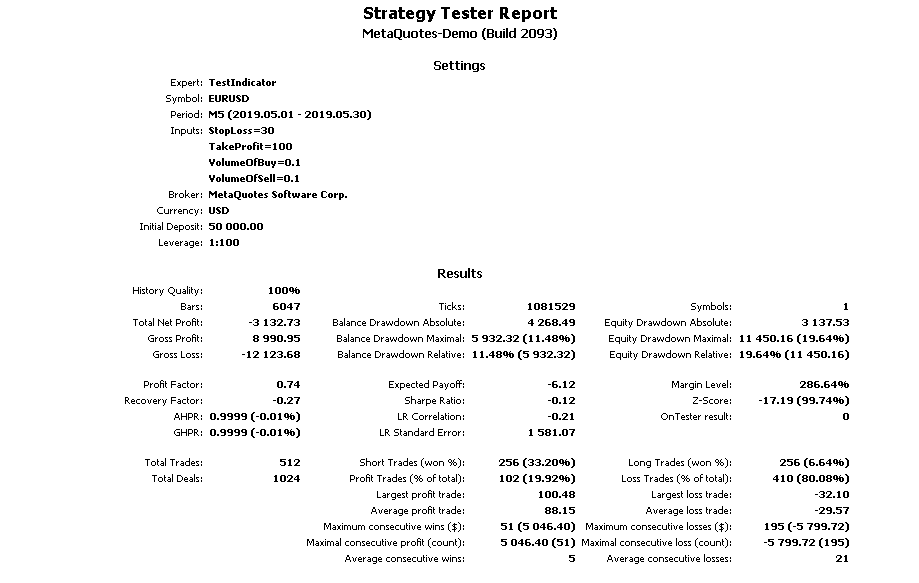 Strategy Tester Report
MetaQuotes-Demo (Build 2093)
Settings
Expert: TestIndicator
Symbol: EURUSD
Period: M5 (2019.05.01 - 2019.05.30)
Inputs: StopLoss=30
TakeProfit=100
VolumeOfBuy=0.1
VolumeOfSell=0.1
Broker: MetaQuotes Software Corp.
Currency: USD
Initial Deposit: 50 000.00
Leverage: 1:100
Results
History Quality: 100%
Bars: 6047 Ticks: 1081529 Symbols: 1
Total Net Profit: -3 132.73 Balance Drawdown Absolute: 4 268.49 Equity Drawdown Absolute: 3 137.53
Gross Profit: 8 990.95 Balance Drawdown Maximal: 5 932.32 (11.48%) Equity Drawdown Maximal: 11 450.16 (19.64%)
Gross Loss: -12 123.68 Balance Drawdown Relative: 11.48% (5 932.32) Equity Drawdown Relative: 19.64% (11 450.16)
Profit Factor: 0.74 Expected Payoff: -6.12 Margin Level: 286.64%
Recovery Factor: -0.27 Sharpe Ratio: -0.12 Z-Score: -17.19 (99.74%)
AHPR: 0.9999 (-0.01%) LR Correlation: -0.21 OnTester result: 0
GHPR: 0.9999 (-0.01%) LR Standard Error: 1 581.07
Total Trades: 512 Short Trades (won %): 256 (33.20%) Long Trades (won %): 256 (6.64%)
Total Deals: 1024 Profit Trades (% of total): 102 (19.92%) Loss Trades (% of total): 410 (80.08%)
Largest profit trade: 100.48 Largest loss trade: -32.10
Average profit trade: 88.15 Average loss trade: -29.57
Maximum consecutive wins ($): 51 (5 046.40) Maximum consecutive losses ($): 195 (-5 799.72)
Maximal consecutive profit (count): 5 046.40 (51) Maximal consecutive loss (count): -5 799.72 (195)
Average consecutive wins: 5 Average consecutive losses: 21